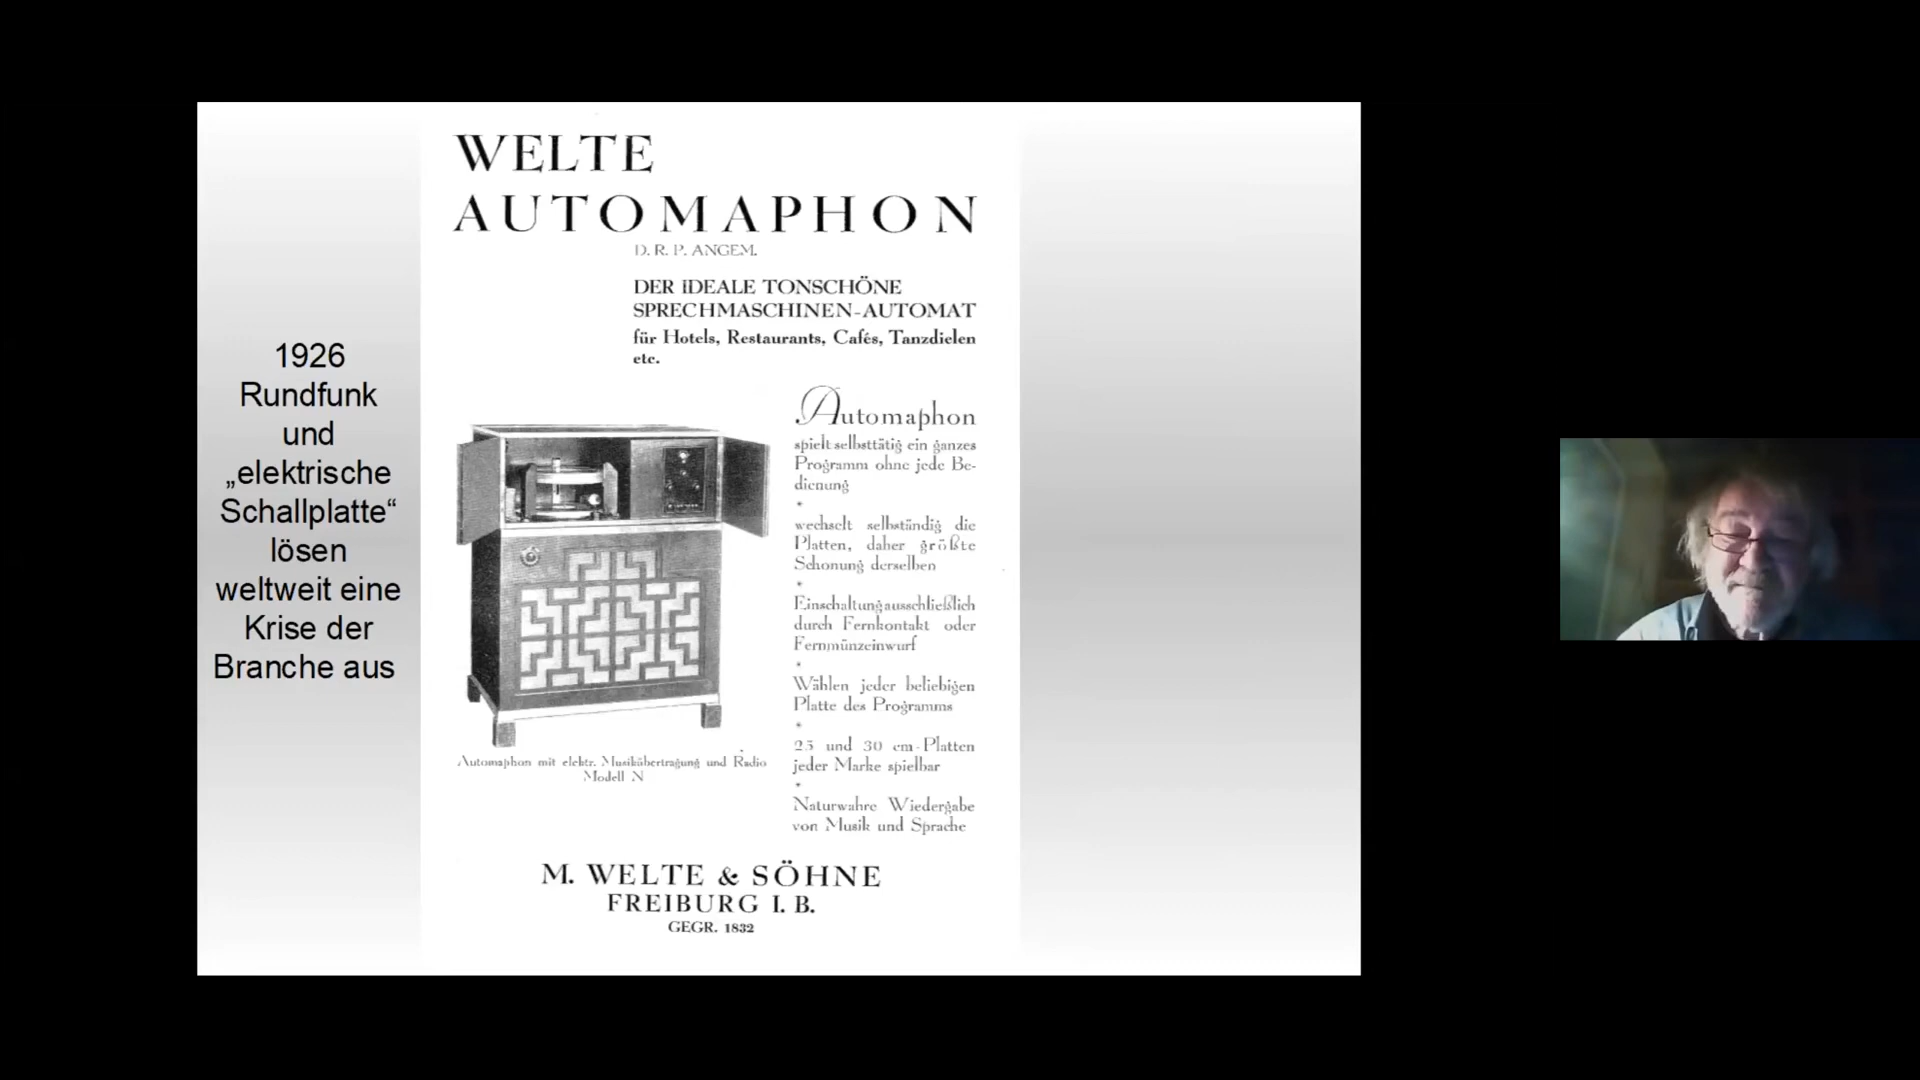 1926
Rundfunk
und
„elektrische
Schallplatte“
lösen
weltweit eine
Krise der
Branche aus
WELTE
AUTOMAPHON
D. R. P. ANGEM.
DER IDEALE TONSCHÖNE
SPRECHMASCHINEN-AUTOMAT
für Hotels, Restaurants, Cafés, Tanzdielen
etc.
Automaphon
spielt selbsttätig ein ganzes
Programm ohne jede Be-
dienung
*
wechselt selbständig die
Platten, daher größte
Schonung derselben
*
Einschaltung ausschließlich
durch Fernkontakt oder
Fernmünzeinwurf
*
Wählen jeder beliebigen
Platte des Programms
*
25 und 30 cm-Platten
jeder Marke spielbar
*
Naturwahre Wiedergabe
von Musik und Sprache
Automaphon mit elektr. Musikübertragung und Radio
Modell N
M. WELTE & SÖHNE
FREIBURG I. B.
GEGR. 1832